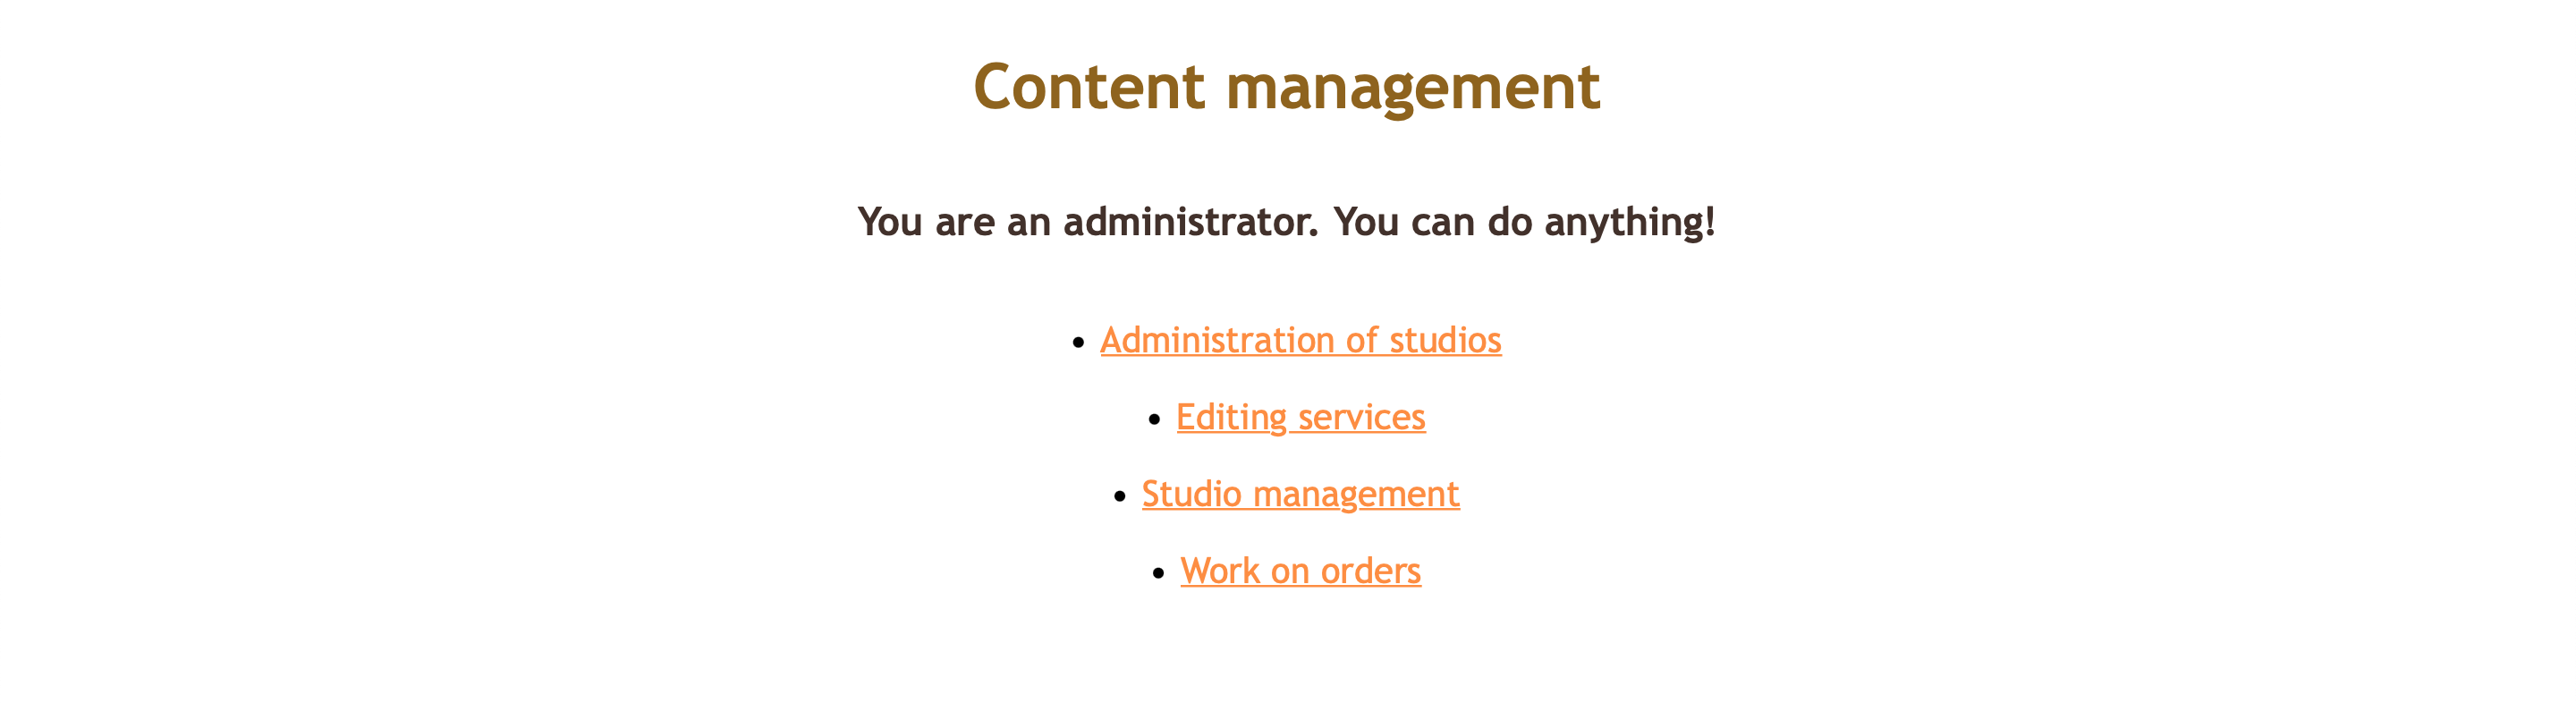 Content management
You are an administrator. You can do anything!
• Administration of studios
• Editing services
• Studio management
• Work on orders